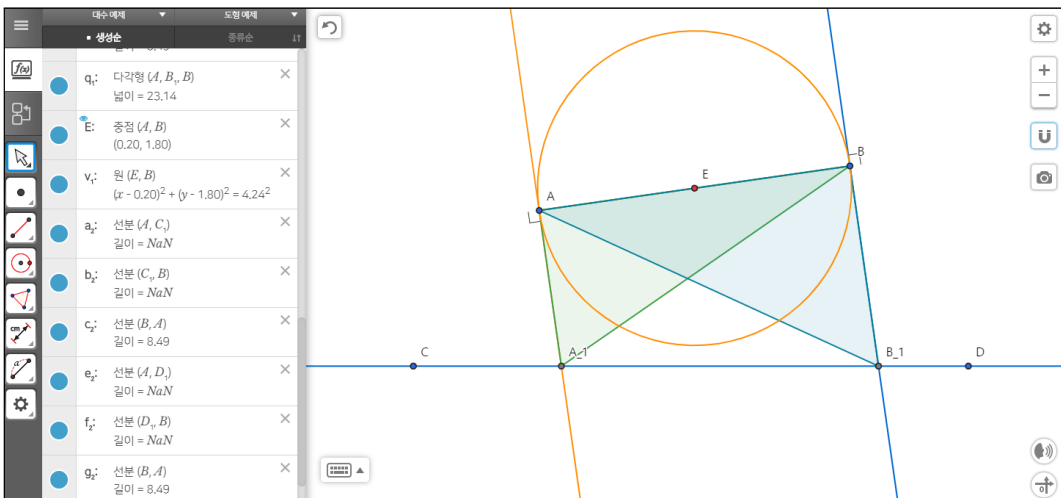 대수 예제 ▼ 도형 예제 ▼
▪ 생성순 종류순 ↓↑
f(x)
q₁: 다각형 (A, B₁, B)
넓이 = 23.14
E: 중점 (A, B)
(0.20, 1.80)
v₁: 원 (E, B)
(x - 0.20)² + (y - 1.80)² = 4.24²
a₂: 선분 (A, C₁)
길이 = NaN
b₂: 선분 (C₁, B)
길이 = NaN
c₂: 선분 (B, A)
길이 = 8.49
e₂: 선분 (A, D₁)
길이 = NaN
f₂: 선분 (D₁, B)
길이 = NaN
g₂: 선분 (B, A)
길이 = 8.49
cm
α
B
E
A
C
A_1
B_1
D